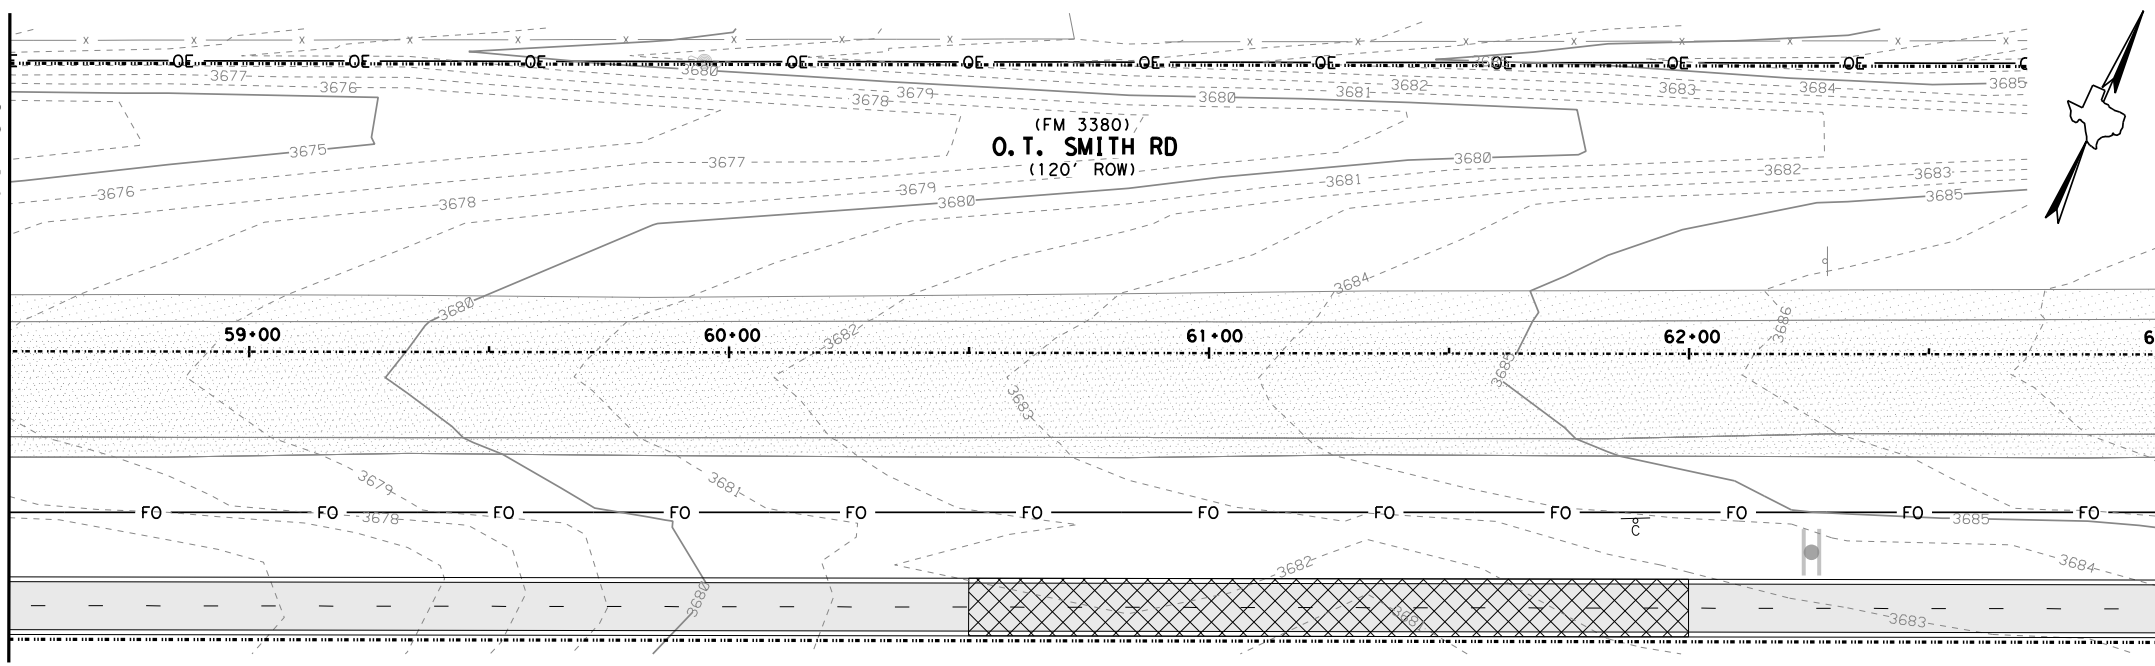 OE OE OE OE OE OE OE OE OE OE
3677 3676 3680 3678 3679 3680 3681 3682 3683 3684 3685
(FM 3380)
O.T. SMITH RD
(120' ROW)
3675 3677 3680 3682 3683
3676 3678 3679 3680 3681 3685
3680 3684
59+00 60+00 61+00 62+00 6
3682 3686
3683 3685
3679 3681
FO FO FO FO FO FO FO FO FO FO FO FO
3678 3685
C
3682 3684
3680 3683